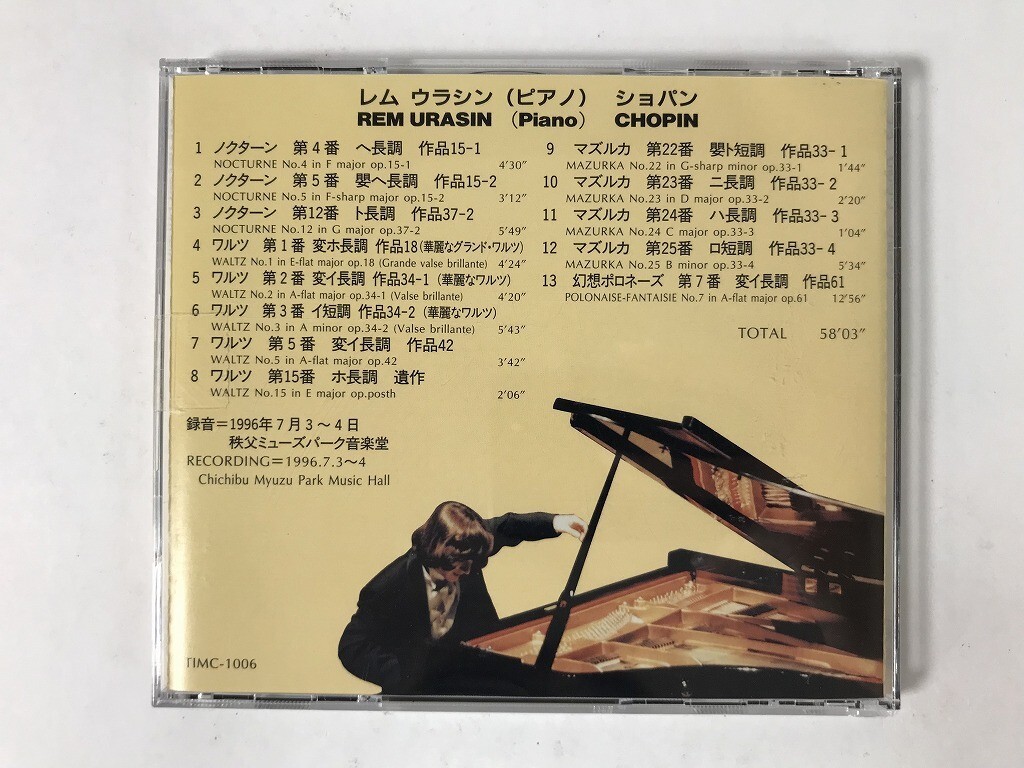 レム ウラシン（ピアノ） ショパン
REM URASIN （Piano） CHOPIN
1 ノクターン 第4番 ヘ長調 作品15-1
NOCTURNE No.4 in F major op.15-1 4′30″
2 ノクターン 第5番 嬰ヘ長調 作品15-2
NOCTURNE No.5 in F-sharp major op.15-2 3′12″
3 ノクターン 第12番 ト長調 作品37-2
NOCTURNE No.12 in G major op.37-2 5′49″
4 ワルツ 第1番 変ホ長調 作品18（華麗なグランド・ワルツ）
WALTZ No.1 in E-flat major op.18 (Grande valse brillante) 4′24″
5 ワルツ 第2番 変イ長調 作品34-1（華麗なワルツ）
WALTZ No.2 in A-flat major op.34-1 (Valse brillante) 4′20″
6 ワルツ 第3番 イ短調 作品34-2（華麗なワルツ）
WALTZ No.3 in A minor op.34-2 (Valse brillante) 5′43″
7 ワルツ 第5番 変イ長調 作品42
WALTZ No.5 in A-flat major op.42 3′42″
8 ワルツ 第15番 ホ長調 遺作
WALTZ No.15 in E major op.posth 2′06″
9 マズルカ 第22番 嬰ト短調 作品33-1
MAZURKA No.22 in G-sharp minor op.33-1 1′44″
10 マズルカ 第23番 ニ長調 作品33-2
MAZURKA No.23 in D major op.33-2 2′20″
11 マズルカ 第24番 ハ長調 作品33-3
MAZURKA No.24 C major op.33-3 1′04″
12 マズルカ 第25番 ロ短調 作品33-4
MAZURKA No.25 B minor op.33-4 5′34″
13 幻想ポロネーズ 第7番 変イ長調 作品61
POLONAISE-FANTAISIE No.7 in A-flat major op.61 12′56″
TOTAL 58′03″
録音＝1996年7月3～4日
秩父ミューズパーク音楽堂
RECORDING＝1996.7.3～4
Chichibu Myuzu Park Music Hall
TIMC-1006